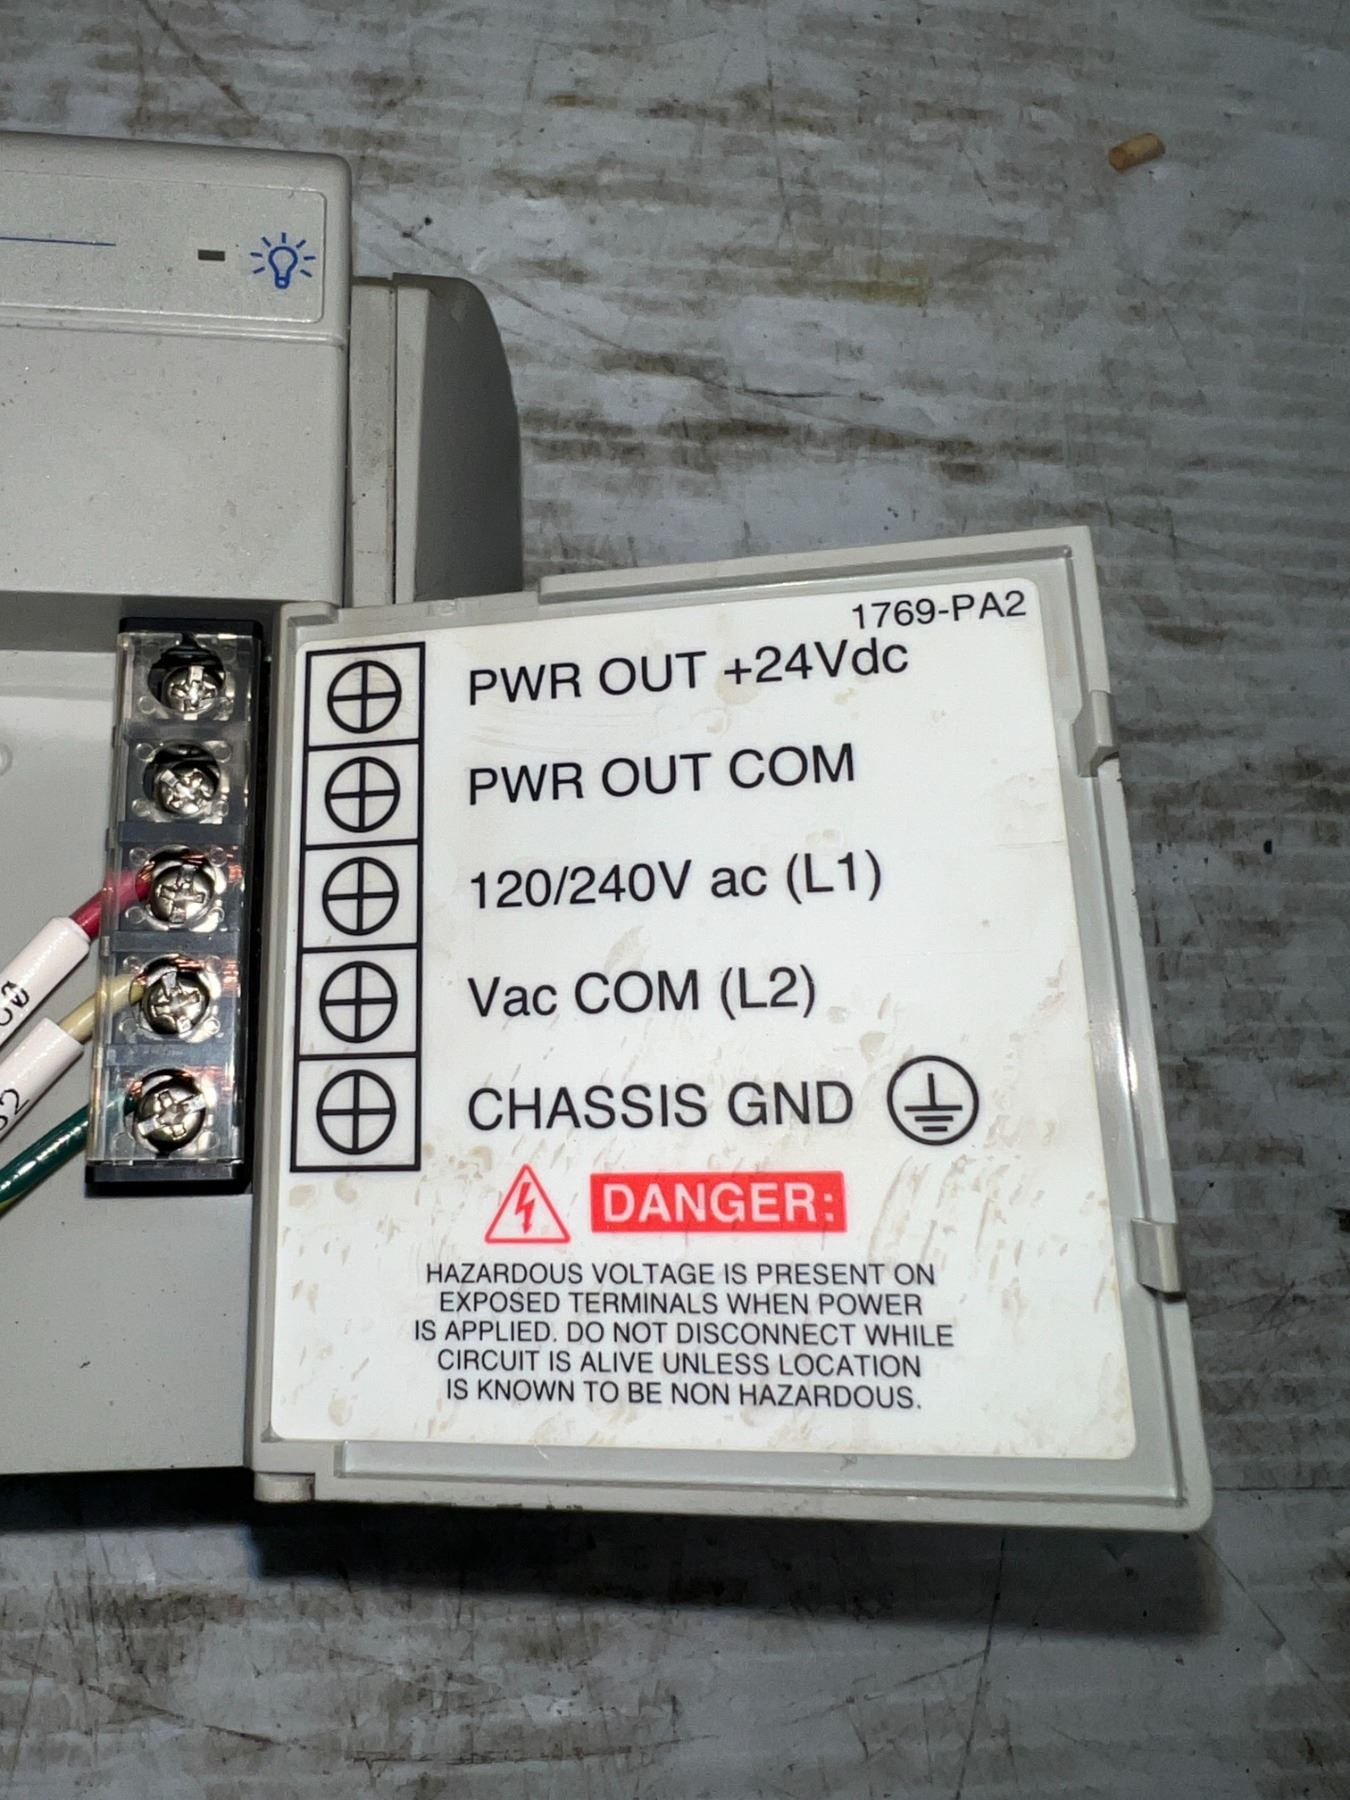 1769-PA2
PWR OUT +24Vdc
PWR OUT COM
120/240V ac (L1)
Vac COM (L2)
CHASSIS GND
DANGER:
HAZARDOUS VOLTAGE IS PRESENT ON
EXPOSED TERMINALS WHEN POWER
IS APPLIED. DO NOT DISCONNECT WHILE
CIRCUIT IS ALIVE UNLESS LOCATION
IS KNOWN TO BE NON HAZARDOUS.